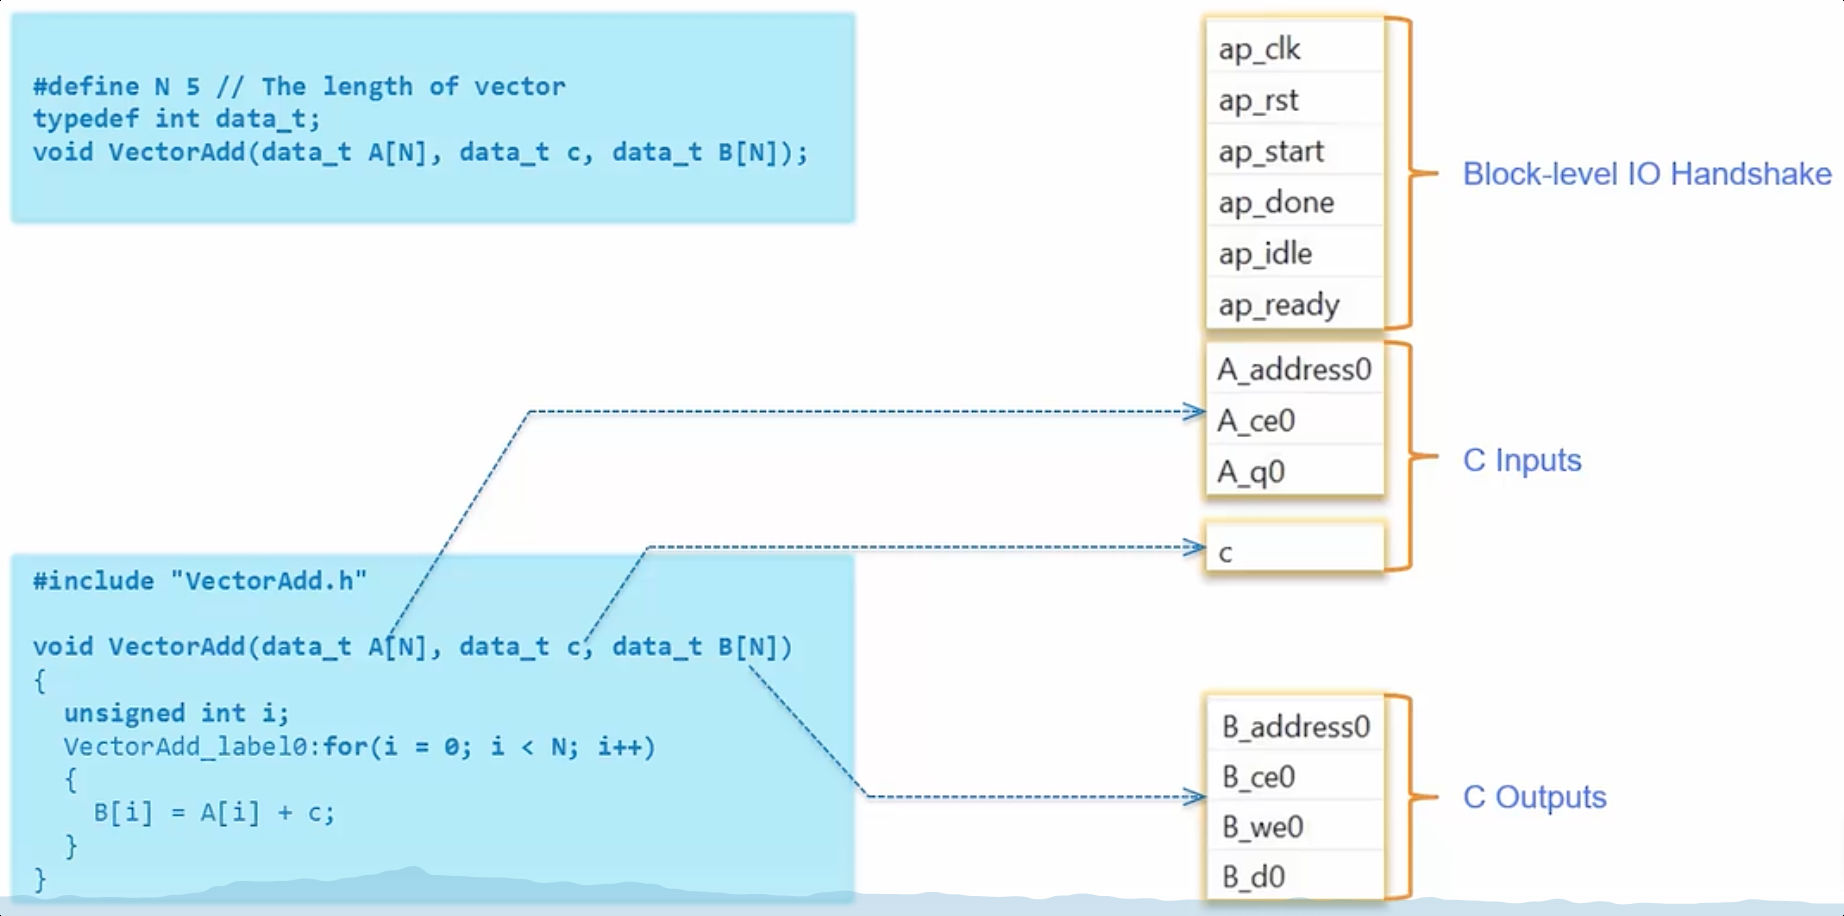 #define N 5 // The length of vector
typedef int data_t;
void VectorAdd(data_t A[N], data_t c, data_t B[N]);
#include "VectorAdd.h"
void VectorAdd(data_t A[N], data_t c, data_t B[N])
{
unsigned int i;
VectorAdd_label0:for(i = 0; i < N; i++)
{
B[i] = A[i] + c;
}
}
ap_clk
ap_rst
ap_start
ap_done
ap_idle
ap_ready
Block-level IO Handshake
A_address0
A_ce0
A_q0
c
C Inputs
B_address0
B_ce0
B_we0
B_d0
C Outputs